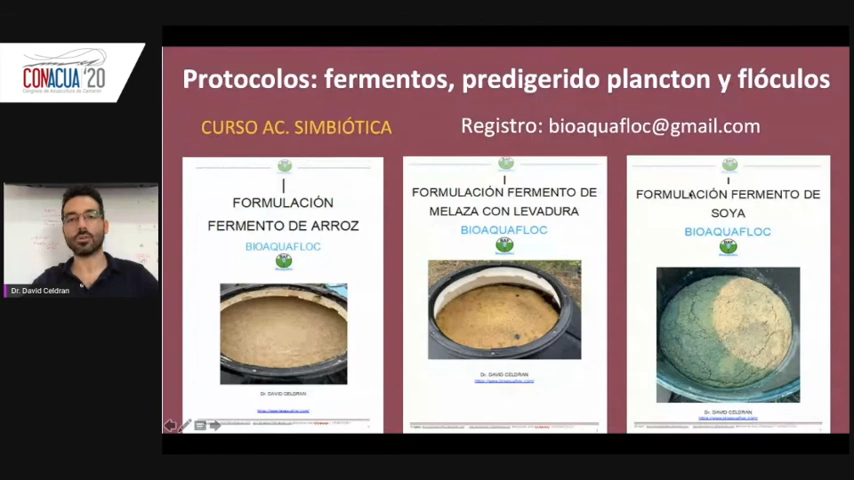 CONACUA '20
Congreso de Acuacultura de Camarón
Protocolos: fermentos, predigerido plancton y flóculos
CURSO AC. SIMBIÓTICA
Registro: bioaquafloc@gmail.com
FORMULACIÓN
FERMENTO DE ARROZ
BIOAQUAFLOC
Dr. DAVID CELDRAN
FORMULACIÓN FERMENTO DE
MELAZA CON LEVADURA
BIOAQUAFLOC
Dr. DAVID CELDRAN
FORMULACIÓN FERMENTO DE
SOYA
BIOAQUAFLOC
Dr. DAVID CELDRAN
Dr. David Celdran